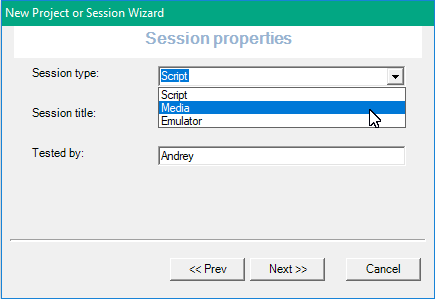 New Project or Session Wizard
Session properties
Session type:
Script
Script
Media
Session title:
Emulator
Tested by:
Andrey
<< Prev
Next >>
Cancel